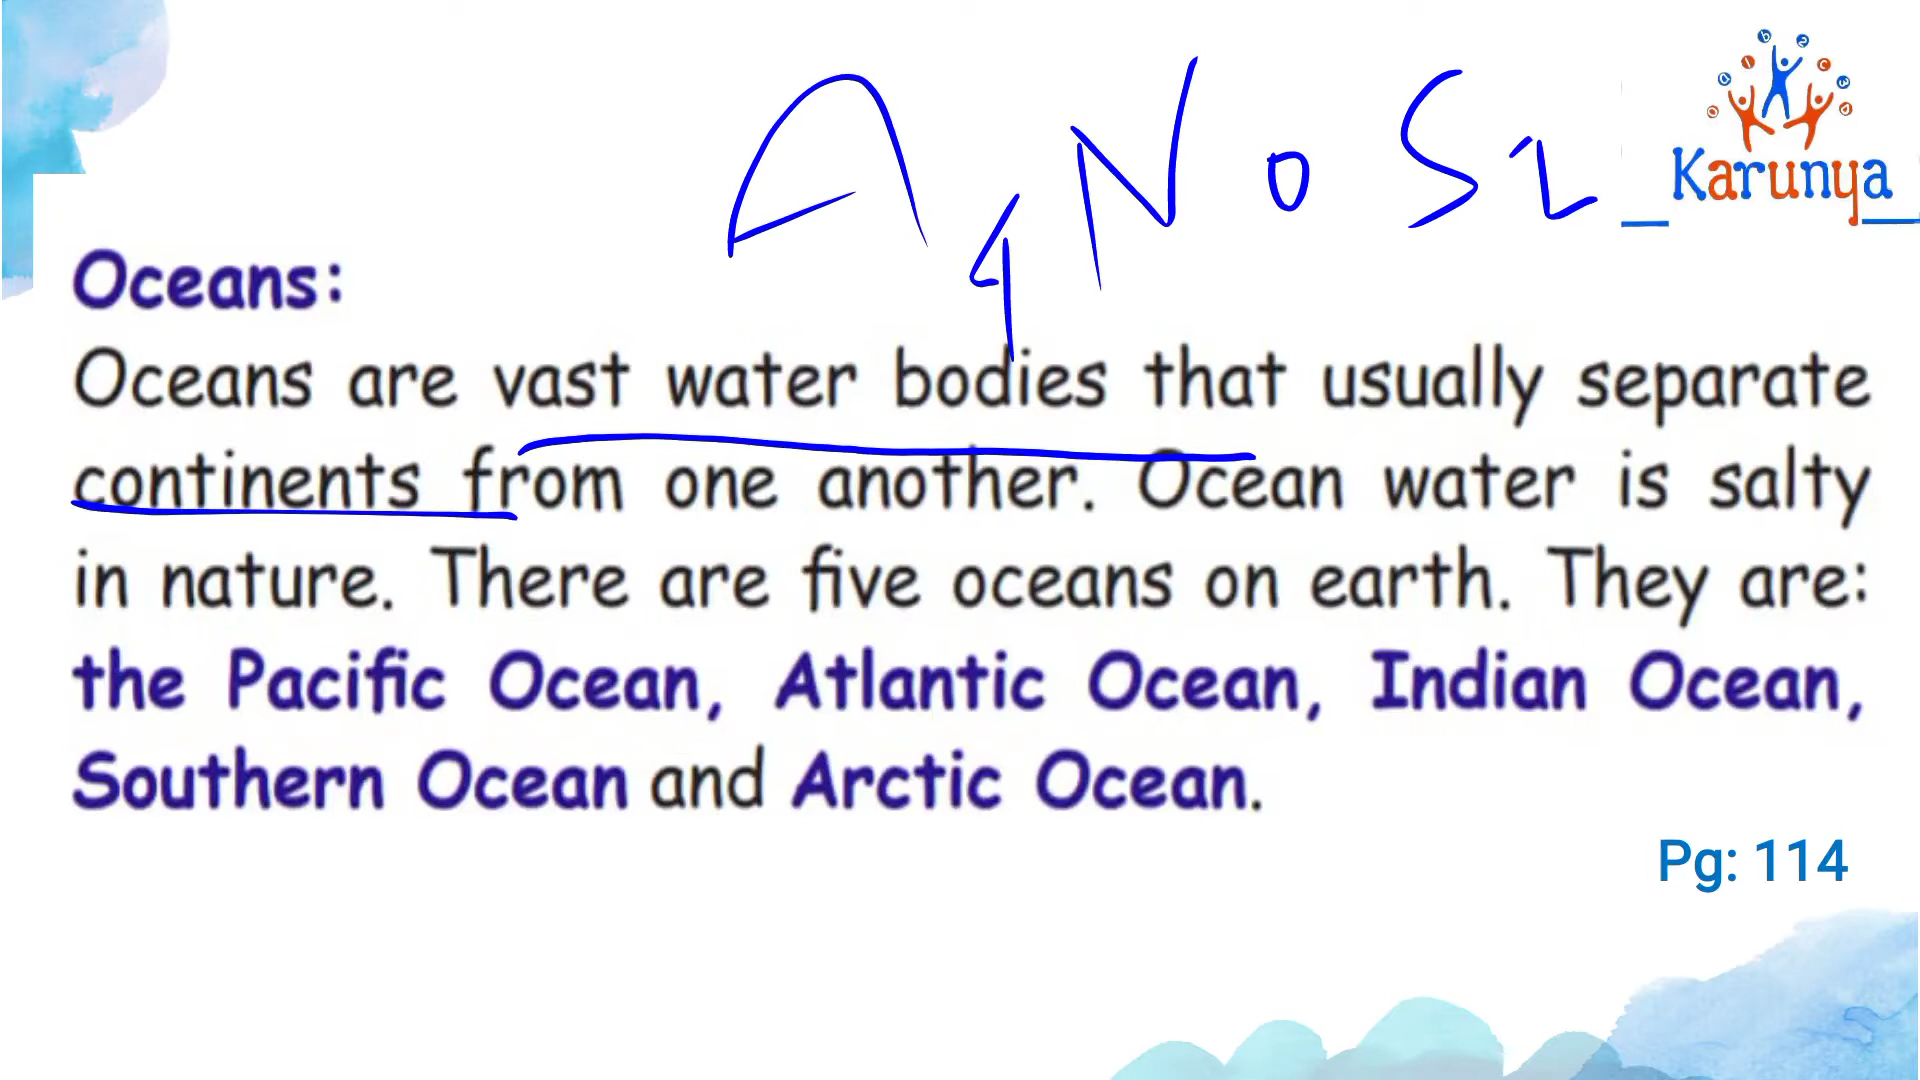 A4 N o S2
Karunya
Oceans:
Oceans are vast water bodies that usually separate
continents from one another. Ocean water is salty
in nature. There are five oceans on earth. They are:
the Pacific Ocean, Atlantic Ocean, Indian Ocean,
Southern Ocean and Arctic Ocean.
Pg: 114